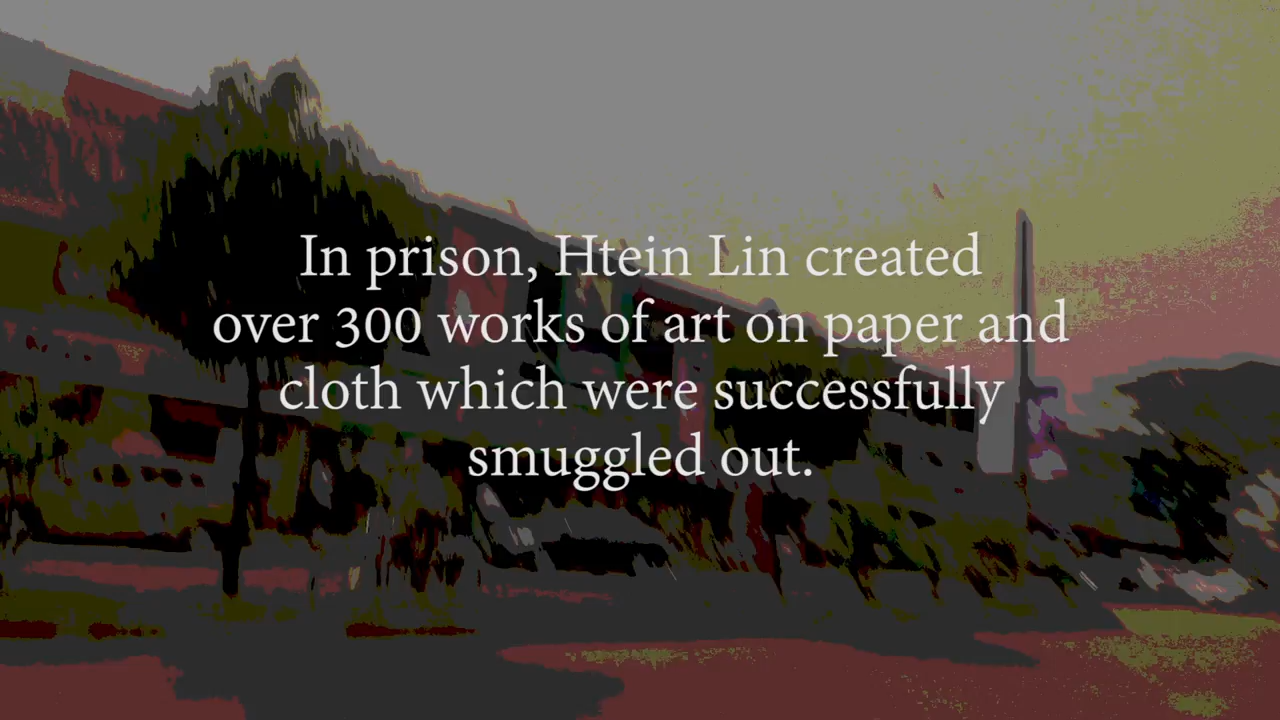 In prison, Htein Lin created
over 300 works of art on paper and
cloth which were successfully
smuggled out.